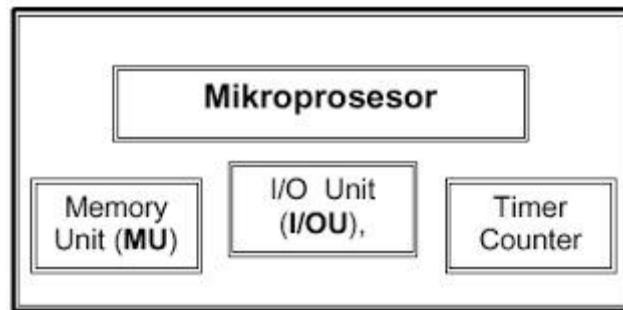 Mikroprosesor
Memory
Unit (MU)
I/O Unit
(I/OU),
Timer
Counter